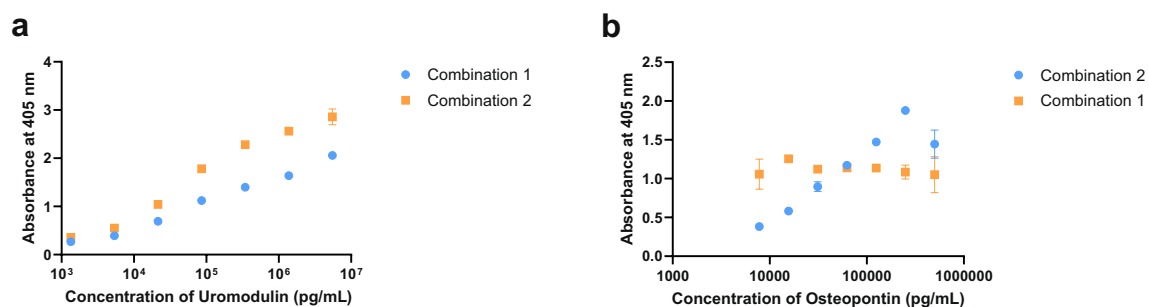 a
Absorbance at 405 nm
4
3
2
1
0
10³ 10⁴ 10⁵ 10⁶ 10⁷
Concentration of Uromodulin (pg/mL)
Combination 1
Combination 2
b
Absorbance at 405 nm
2.5
2.0
1.5
1.0
0.5
0.0
1000 10000 100000 1000000
Concentration of Osteopontin (pg/mL)
Combination 2
Combination 1